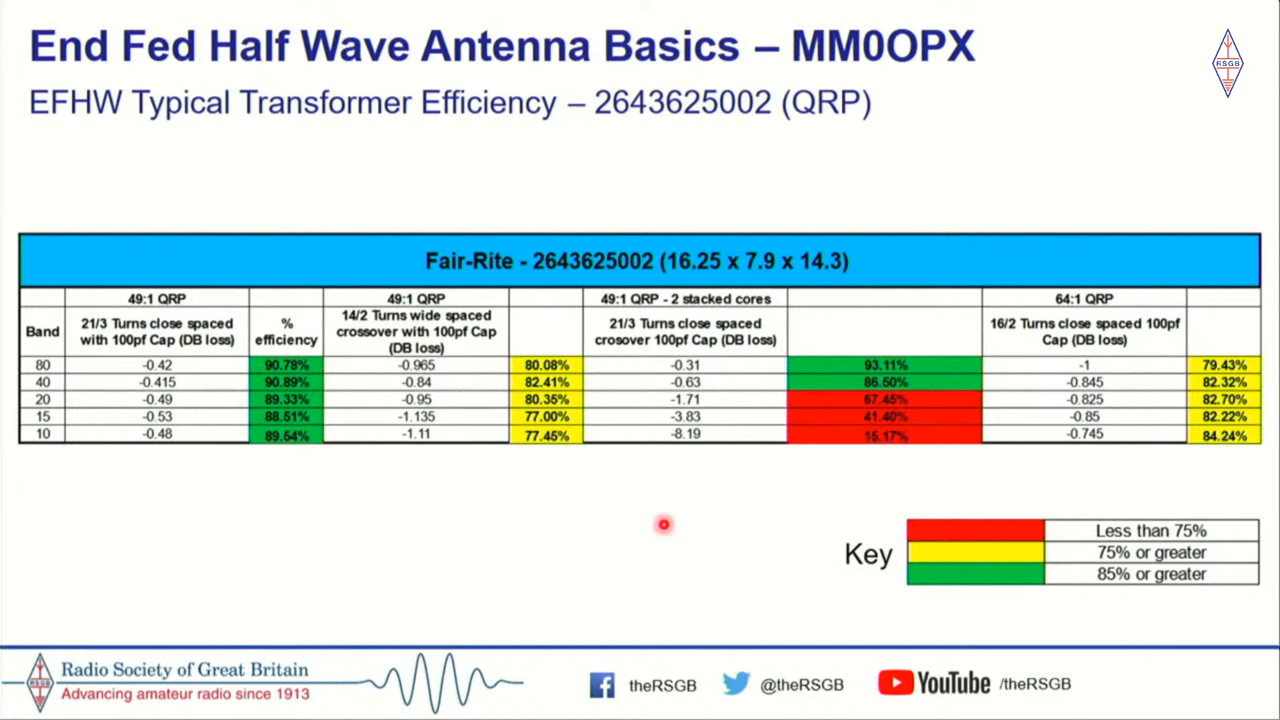 End Fed Half Wave Antenna Basics – MM0OPX
RSGB
EFHW Typical Transformer Efficiency – 2643625002 (QRP)
Fair-Rite - 2643625002 (16.25 x 7.9 x 14.3)
49:1 QRP 49:1 QRP 49:1 QRP - 2 stacked cores 64:1 QRP
Band 21/3 Turns close spaced with 100pf Cap (DB loss) % efficiency 14/2 Turns wide spaced crossover with 100pf Cap (DB loss) 21/3 Turns close spaced crosover 100pf Cap (DB loss) 16/2 Turns close spaced 100pf Cap (DB loss)
80 -0.42 90.78% -0.965 80.08% -0.31 93.11% -1 79.43%
40 -0.415 90.89% -0.84 82.41% -0.63 86.50% -0.845 82.32%
20 -0.49 89.33% -0.95 80.35% -1.71 67.45% -0.825 82.70%
15 -0.53 88.51% -1.135 77.00% -3.83 41.40% -0.85 82.22%
10 -0.48 89.54% -1.11 77.45% -8.19 15.17% -0.745 84.24%
Key
Less than 75%
75% or greater
85% or greater
RSGB
Radio Society of Great Britain
Advancing amateur radio since 1913
theRSGB @theRSGB YouTube /theRSGB